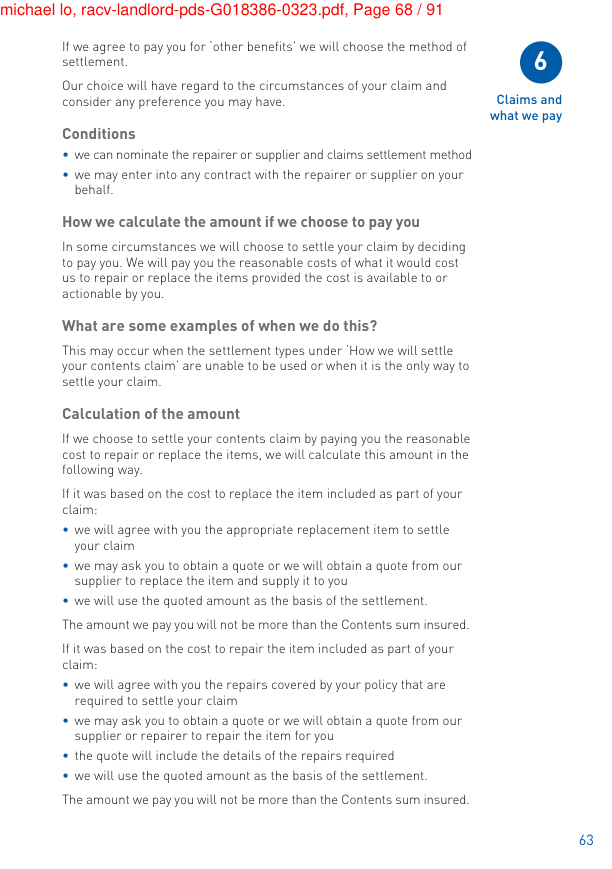 michael lo, racv-landlord-pds-G018386-0323.pdf, Page 68 / 91
If we agree to pay you for ‘other benefits’ we will choose the method of
settlement.
Our choice will have regard to the circumstances of your claim and
consider any preference you may have.
6
Claims and
what we pay
Conditions
• we can nominate the repairer or supplier and claims settlement method
• we may enter into any contract with the repairer or supplier on your
behalf.
How we calculate the amount if we choose to pay you
In some circumstances we will choose to settle your claim by deciding
to pay you. We will pay you the reasonable costs of what it would cost
us to repair or replace the items provided the cost is available to or
actionable by you.
What are some examples of when we do this?
This may occur when the settlement types under ‘How we will settle
your contents claim’ are unable to be used or when it is the only way to
settle your claim.
Calculation of the amount
If we choose to settle your contents claim by paying you the reasonable
cost to repair or replace the items, we will calculate this amount in the
following way.
If it was based on the cost to replace the item included as part of your
claim:
• we will agree with you the appropriate replacement item to settle
your claim
• we may ask you to obtain a quote or we will obtain a quote from our
supplier to replace the item and supply it to you
• we will use the quoted amount as the basis of the settlement.
The amount we pay you will not be more than the Contents sum insured.
If it was based on the cost to repair the item included as part of your
claim:
• we will agree with you the repairs covered by your policy that are
required to settle your claim
• we may ask you to obtain a quote or we will obtain a quote from our
supplier or repairer to repair the item for you
• the quote will include the details of the repairs required
• we will use the quoted amount as the basis of the settlement.
The amount we pay you will not be more than the Contents sum insured.
63